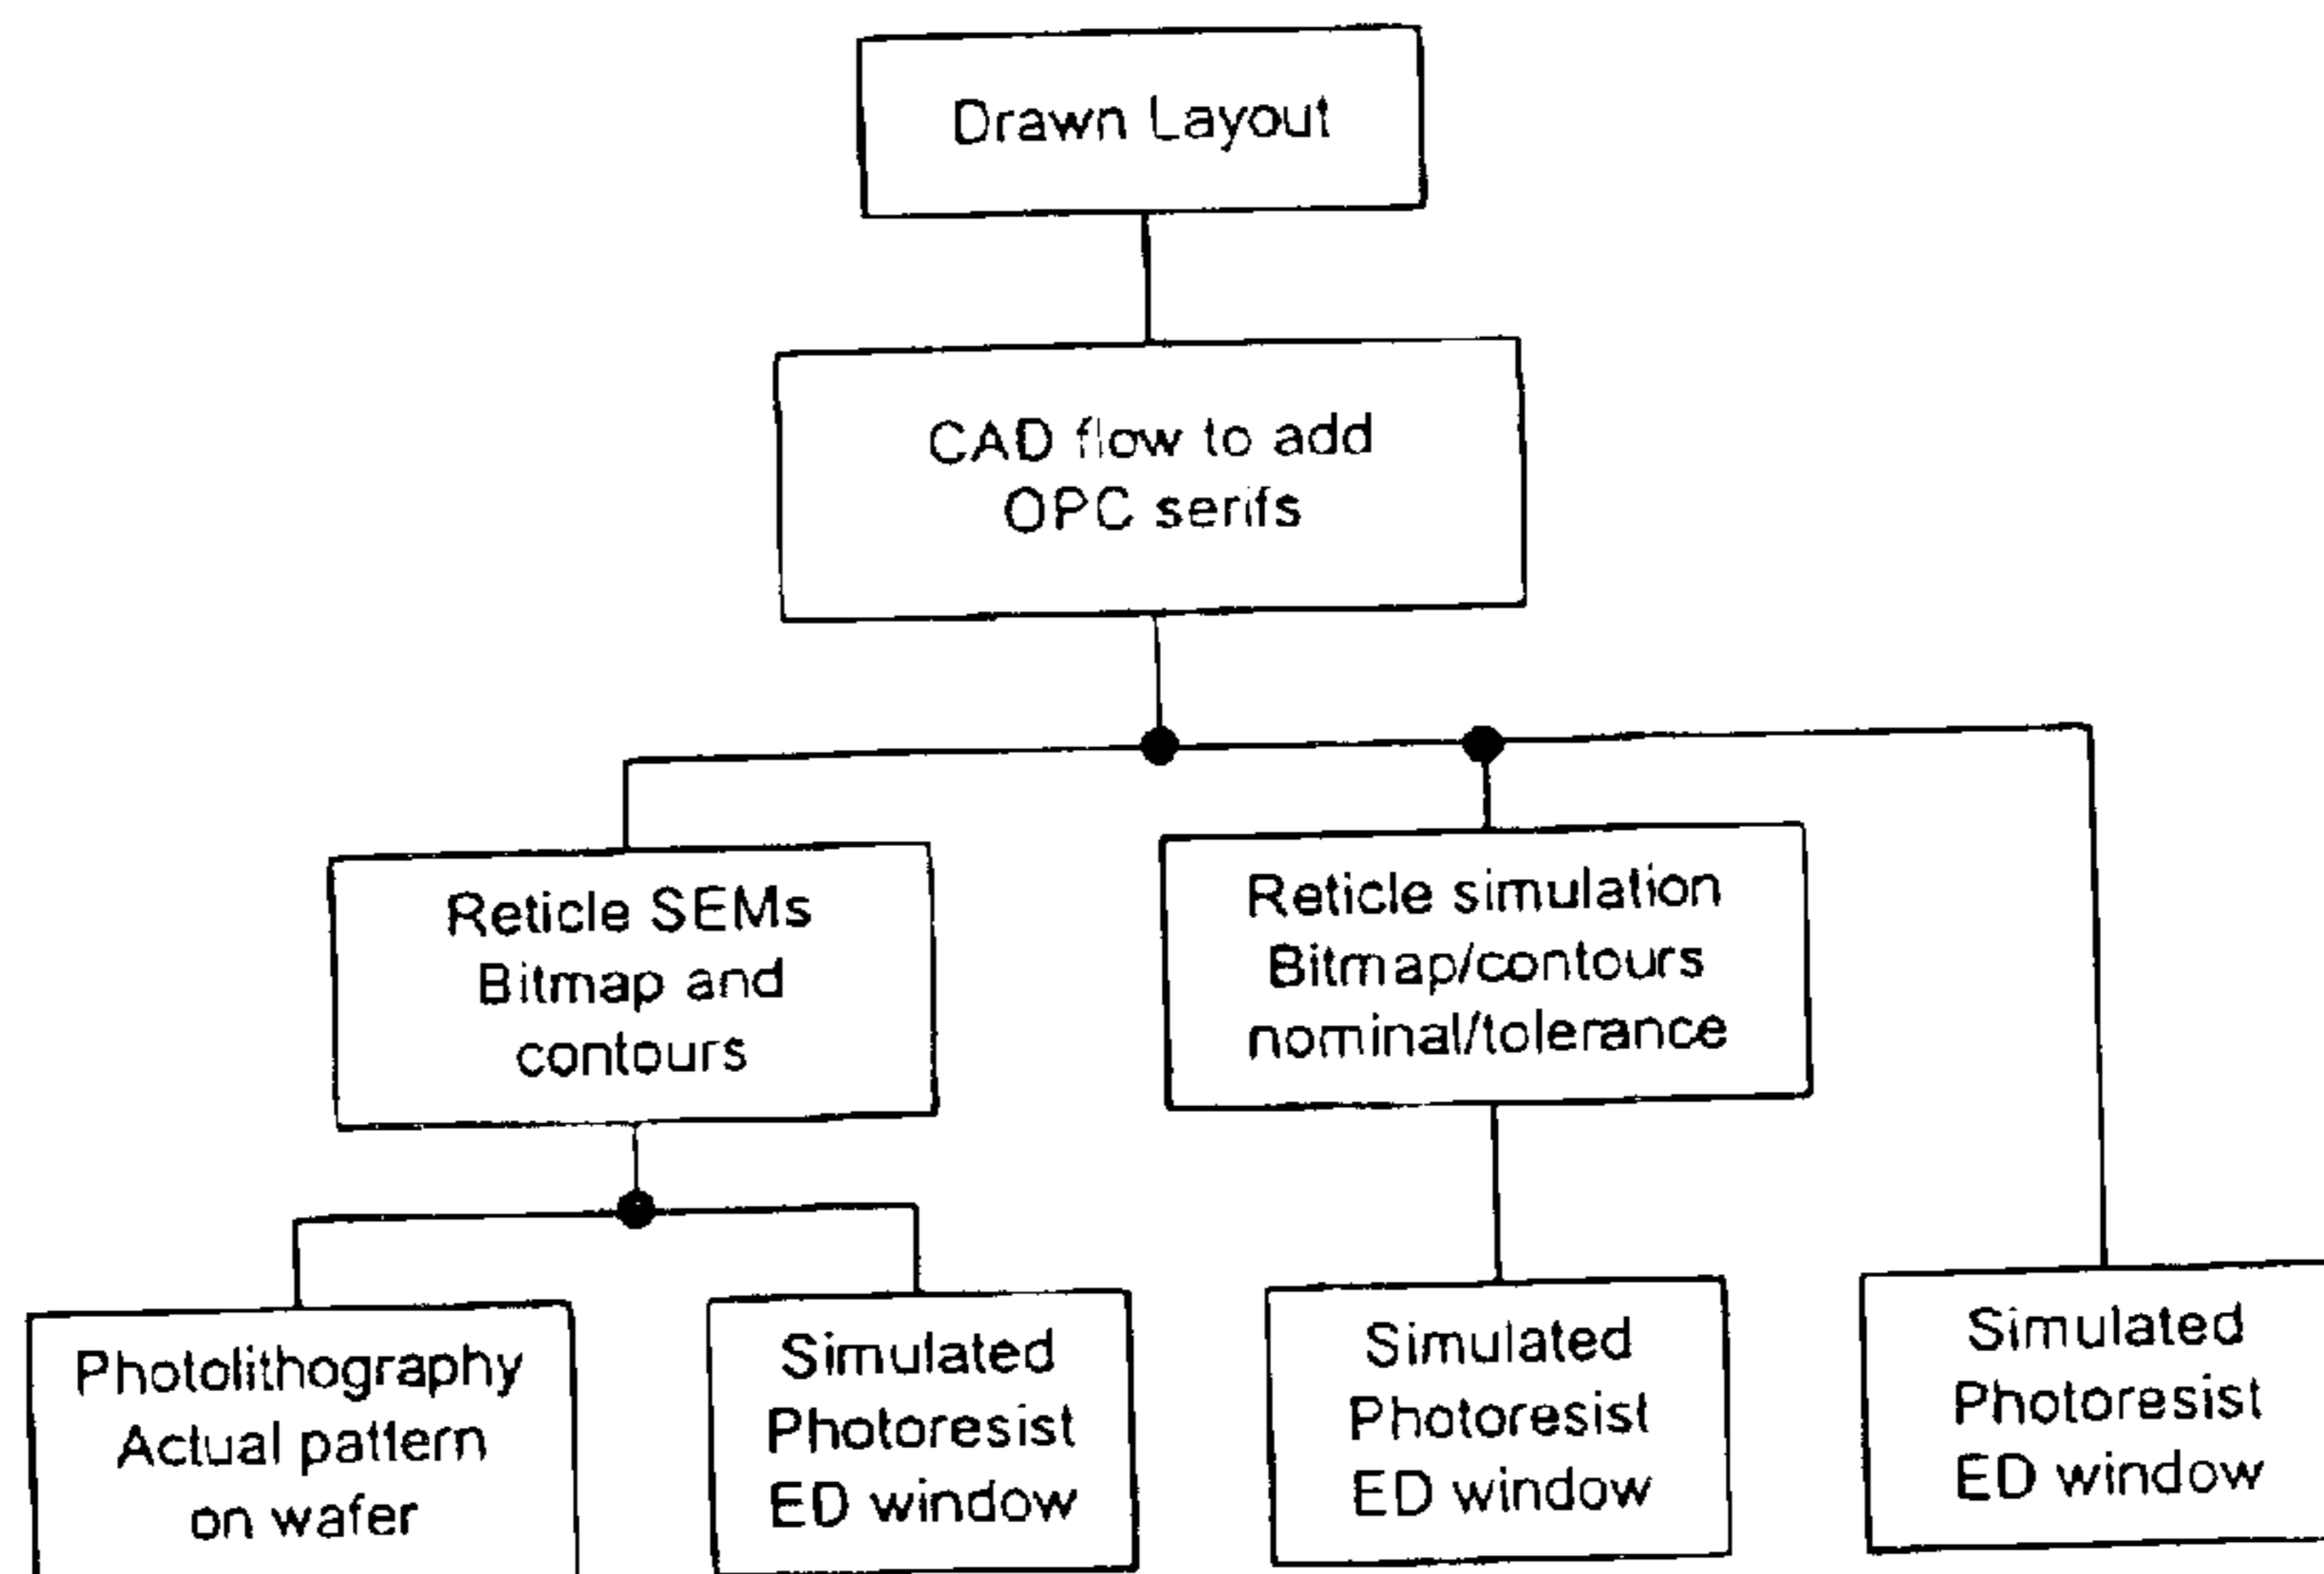 Drawn Layout
CAD flow to add
OPC serifs
Reticle SEMs
Bitmap and
contours
Reticle simulation
Bitmap/contours
nominal/tolerance
Photolithography
Actual pattern
on wafer
Simulated
Photoresist
ED window
Simulated
Photoresist
ED window
Simulated
Photoresist
ED window